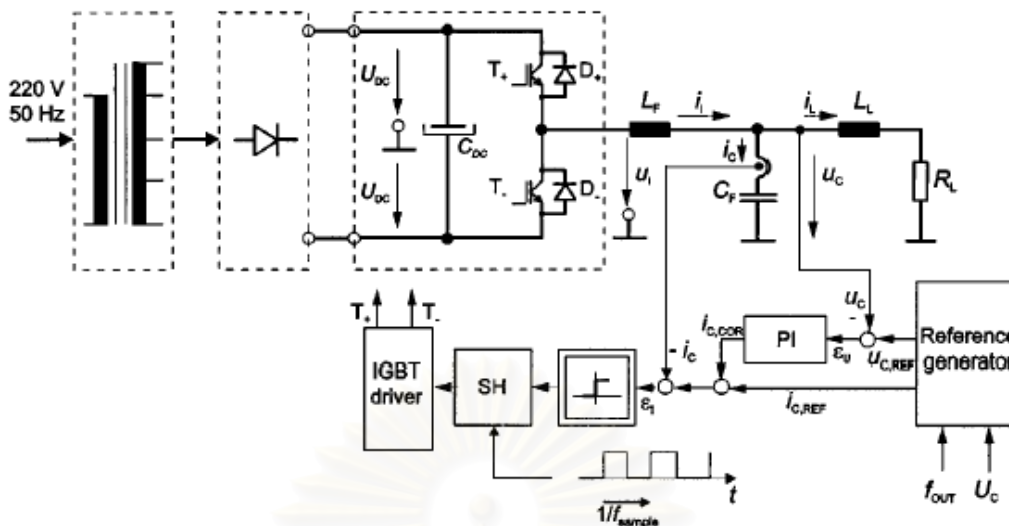 220 V
50 Hz
U_DC
U_DC
C_DC
T₊
D₊
T₋
D₋
L_F
i_I
i_L
L_L
u_I
i_C
C_F
u_C
R_L
T₊
T₋
IGBT
driver
SH
ε_1
- i_C
i_C,COR
PI
ε_u
u_C
-
u_C,REF
i_C,REF
Reference
generator
f_OUT
U_C
t
1/f_sample